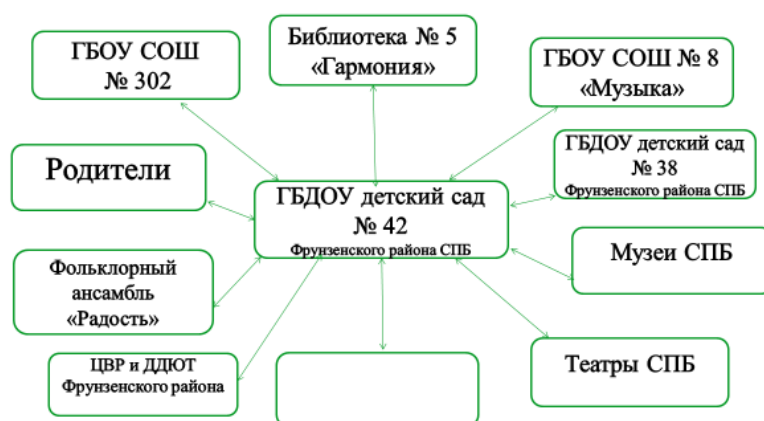 ГБОУ СОШ
№ 302
Библиотека № 5
«Гармония»
ГБОУ СОШ № 8
«Музыка»
Родители
ГБДОУ детский сад
№ 38
Фрунзенского района СПБ
ГБДОУ детский сад
№ 42
Фрунзенского района СПБ
Фольклорный
ансамбль
«Радость»
Музеи СПБ
ЦВР и ДДЮТ
Фрунзенского района
Театры СПБ